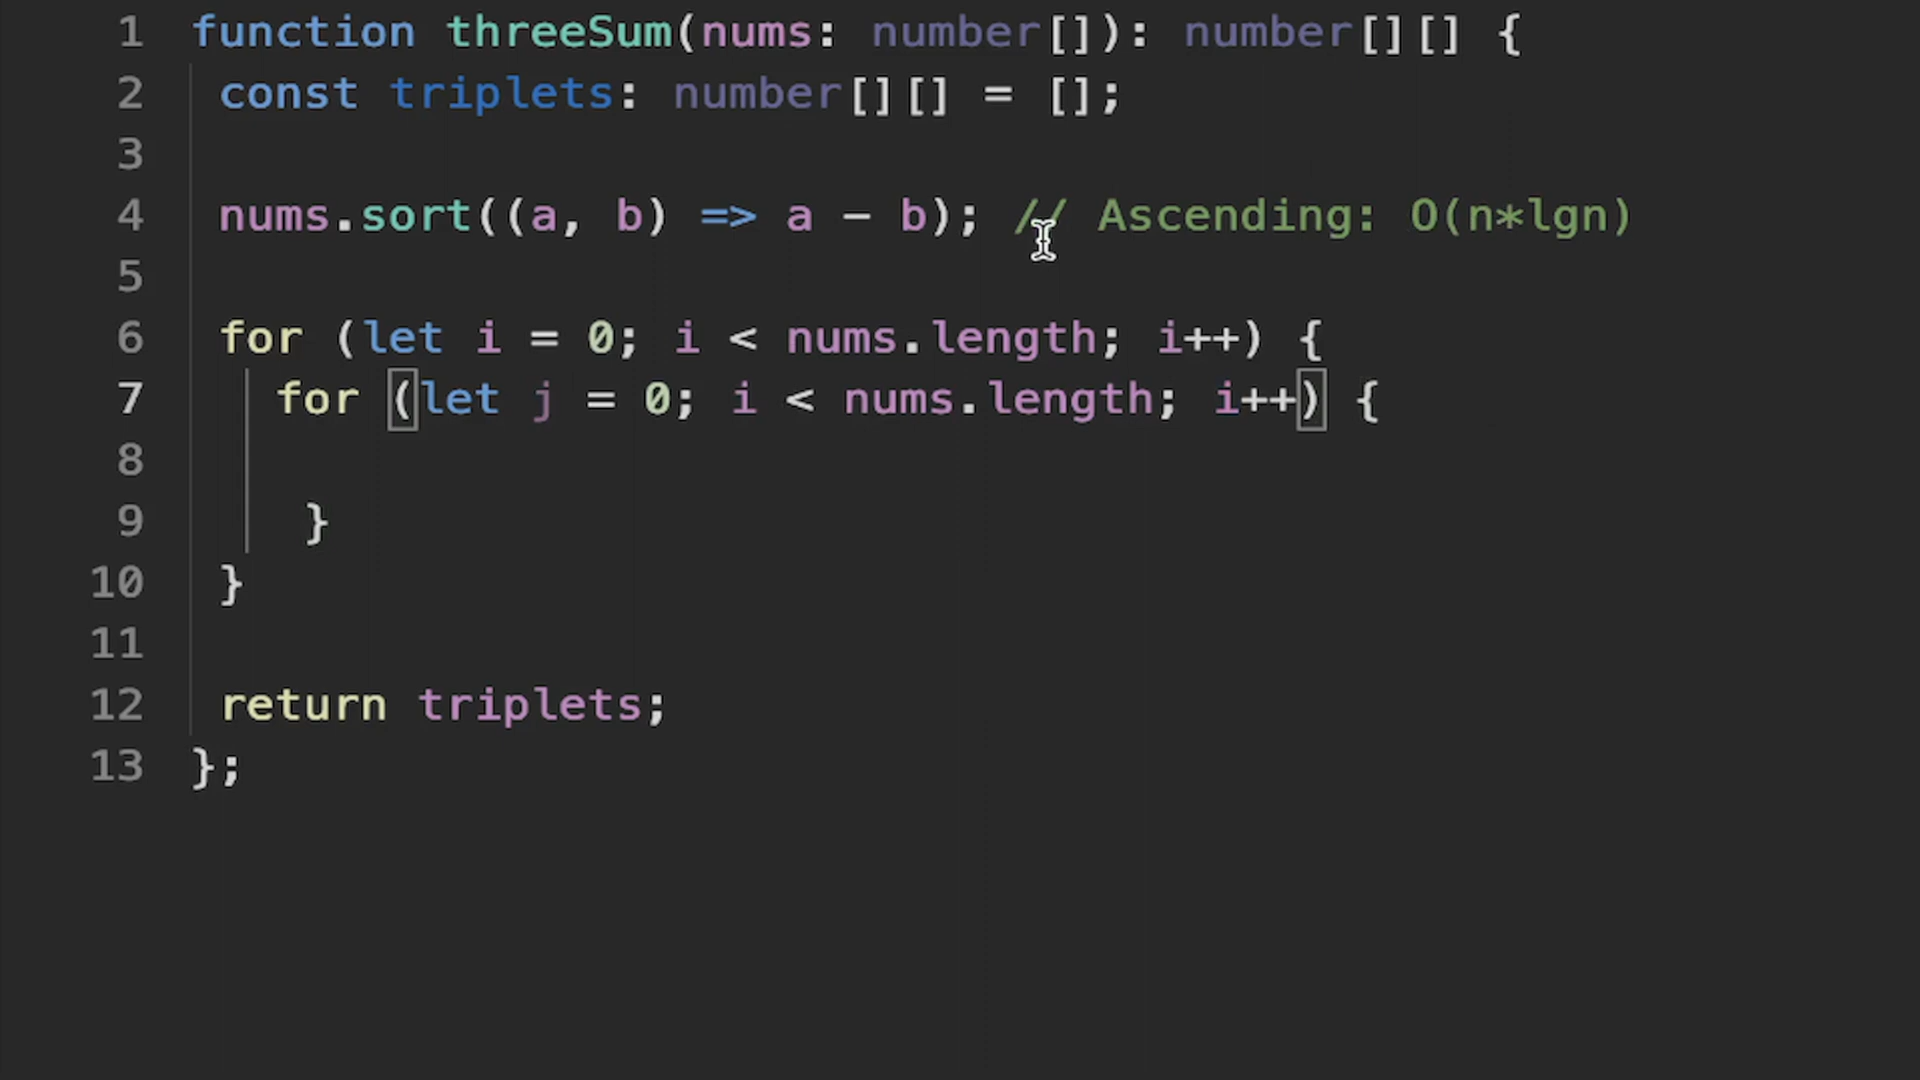 1 function threeSum(nums: number[]): number[][] {
2 const triplets: number[][] = [];
3
4 nums.sort((a, b) => a - b); // Ascending: O(n*lgn)
5
6 for (let i = 0; i < nums.length; i++) {
7 for (let j = 0; i < nums.length; i++) {
8
9 }
10 }
11
12 return triplets;
13 };